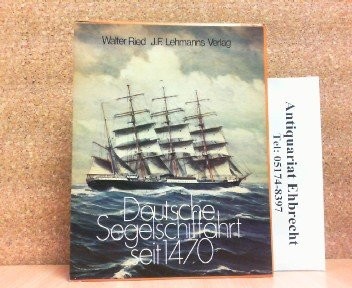 Walter Ried J.F. Lehmanns Verlag
Deutsche
Segelschiffahrt
seit 1470
Antiquariat Ehbrecht
Tel: 05174-8397